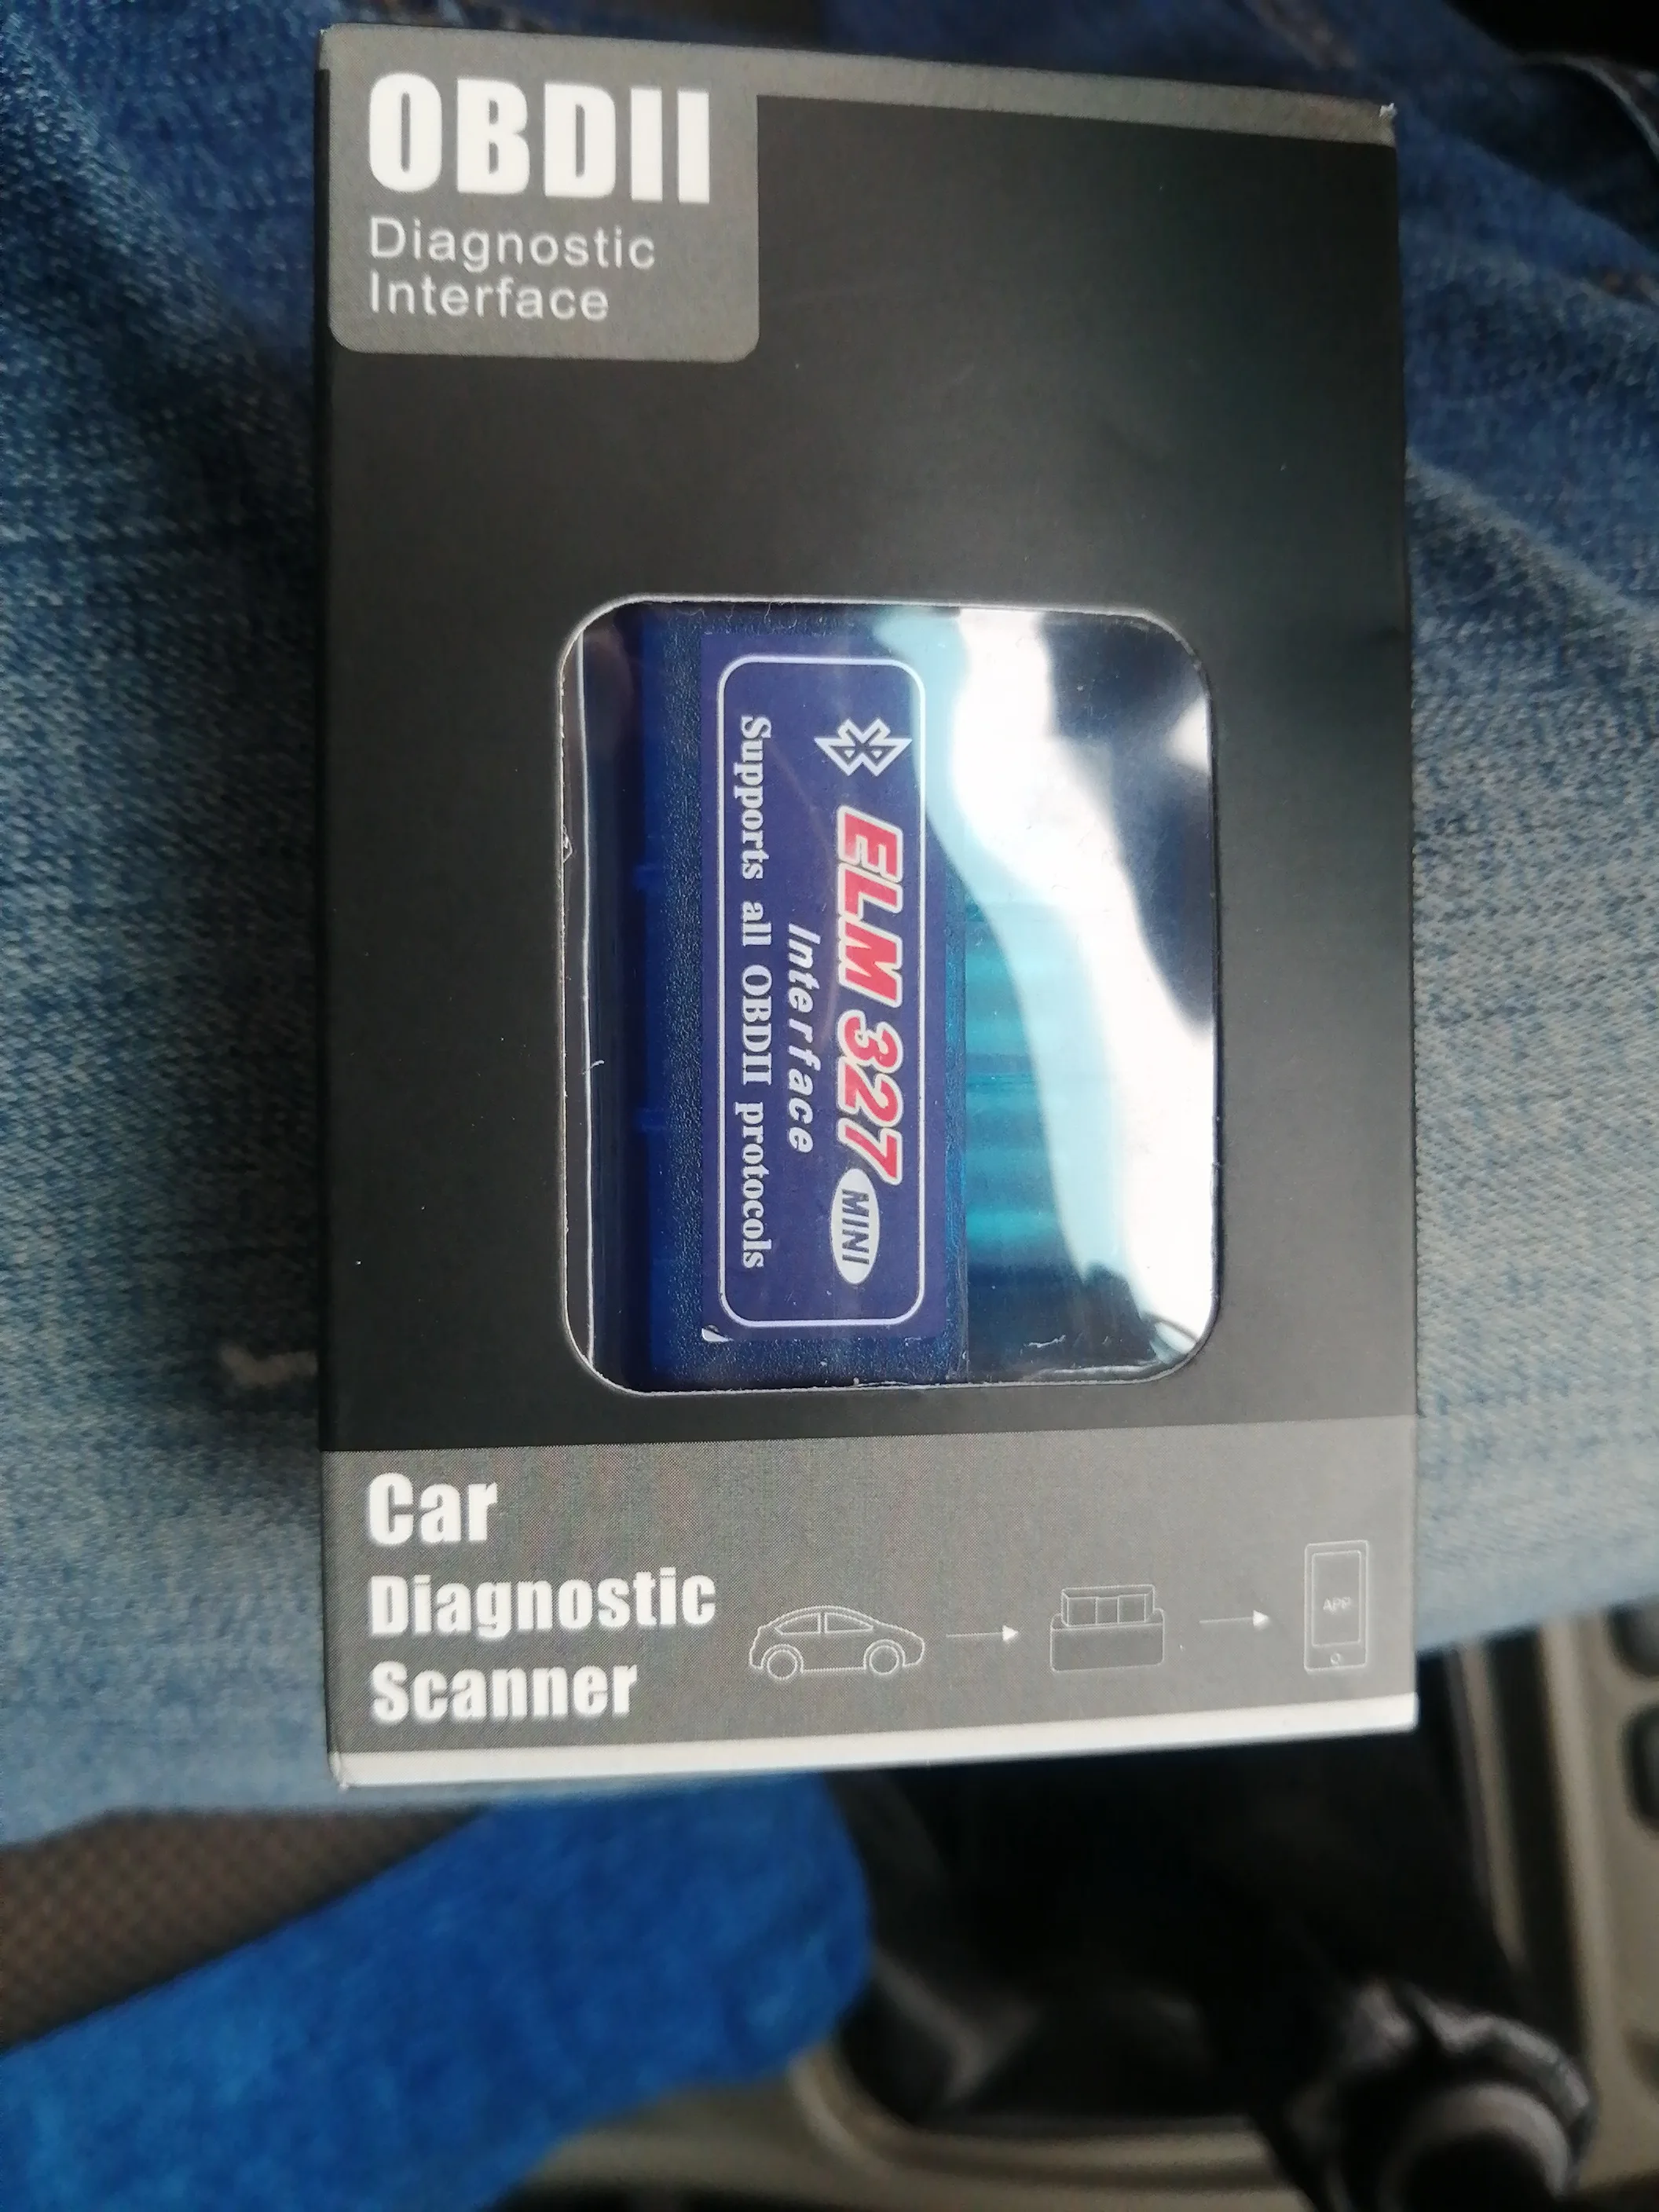 OBDII
Diagnostic
Interface
ELM 327 MINI
Interface
Supports all OBDII protocols
Car
Diagnostic
Scanner
APP